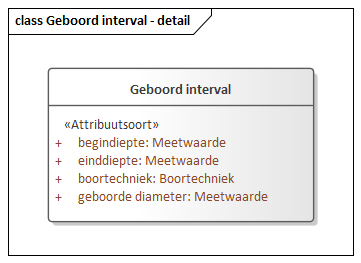 class Geboord interval - detail
Geboord interval
«Attribuutsoort»
+ begindiepte: Meetwaarde
+ einddiepte: Meetwaarde
+ boortechniek: Boortechniek
+ geboorde diameter: Meetwaarde